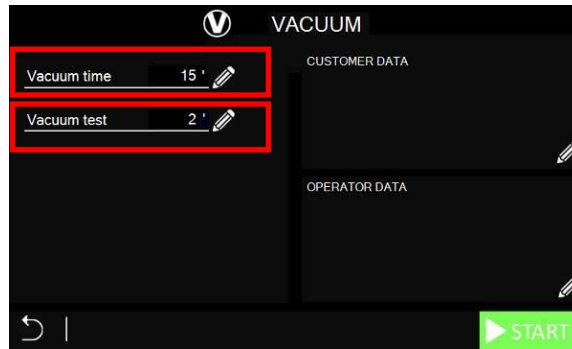 V VACUUM
Vacuum time 15 '
Vacuum test 2 '
CUSTOMER DATA
OPERATOR DATA
START